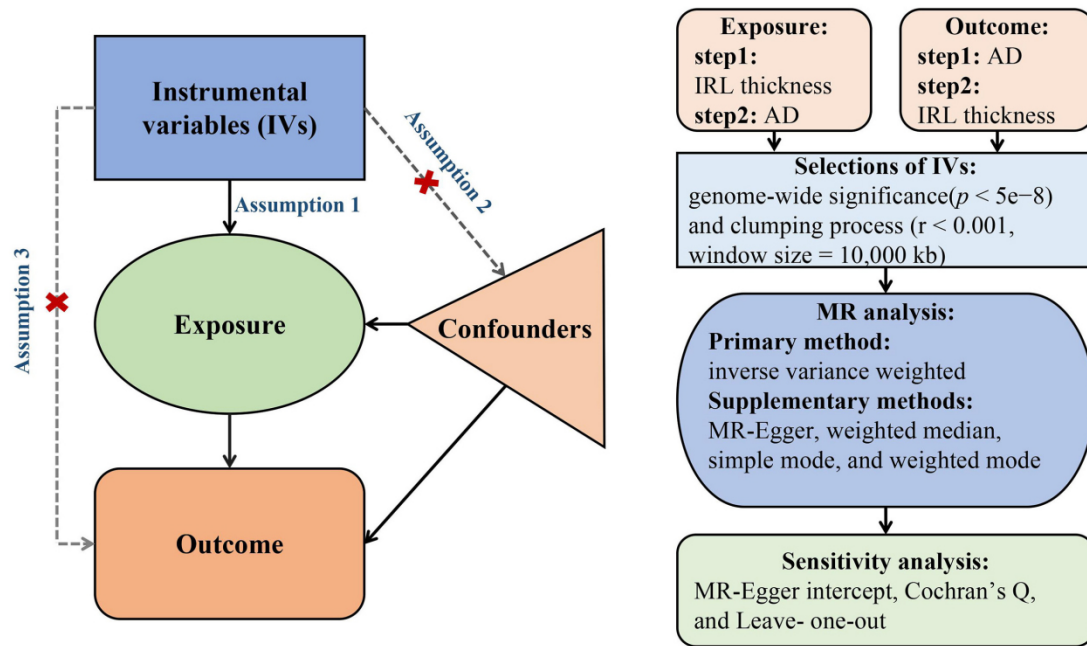 Instrumental
variables (IVs)
Assumption 1
Assumption 2
Assumption 3
Exposure
Confounders
Outcome
Exposure:
step1:
IRL thickness
step2: AD
Outcome:
step1: AD
step2:
IRL thickness
Selections of IVs:
genome-wide significance(p < 5e−8)
and clumping process (r < 0.001,
window size = 10,000 kb)
MR analysis:
Primary method:
inverse variance weighted
Supplementary methods:
MR-Egger, weighted median,
simple mode, and weighted mode
Sensitivity analysis:
MR-Egger intercept, Cochran’s Q,
and Leave- one-out